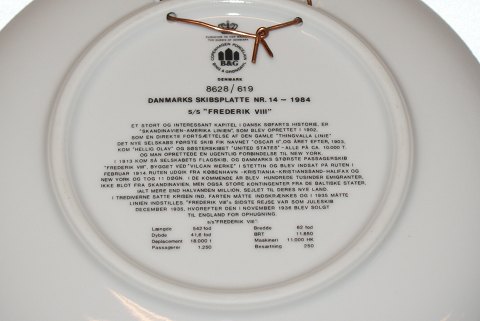 COPENHAGEN PORCELAIN
BING & GRØNDAHL
B&G
DENMARK
8628/619
DANMARKS SKIBSPLATTE NR. 14 – 1984
S/S "FREDERIK VIII"
ET STORT OG INTERESSANT KAPITEL I DANSK SØFARTS HISTORIE, ER
"SKANDINAVIEN-AMERIKA LINIEN", SOM BLEV OPRETTET I 1902,
SOM EN DIREKTE FORTSÆTTELSE AF DEN GAMLE "THINGVALLA LINIE"
DET NYE SELSKABS FØRSTE SKIB FIK NAVNET "OSCAR II", OG ÅRET EFTER, 1903,
KOM "HELLIG OLAV" OG SØSTERSKIBET "UNITED STATES" – ALLE PÅ CA. 10.000 T.
OG MAN OPRETTEDE EN UGENTLIG FORBINDELSE TIL NEW YORK.
I 1913 KOM SÅ SELSKABETS FLAGSKIB, OG DANMARKS STØRSTE PASSAGERSKIB
"FREDERIK VIII", BYGGET VED "VILCAN WERKE" I STETTIN OG BLEV INDSAT PÅ RUTEN I
FEBRUAR 1914 RUTEN UDGIK FRA KØBENHAVN -KRISTIANIA-KRISTIANSSAND-HALIFAX OG
NEW YORK OG TOG I DØGN. I DE KOMMENDE ÅR BLEV HUNDREDE TUSINDER EMIGRANTER,
IKKE BLOT FRA SKANDINAVIEN, MEN OGSÅ STORE KONTINGENTER FRA DE BALTISKE STATER,
IALT MERE END HALVANDEN MILLION, SEJLET TIL DERES NYE LAND.
I TREDIVERNE SATTE KRISEN IND, FARTEN MÅTTE INDSKRÆNKES OG I 1935 MÅTTE
LINIEN INDSTILLES "FREDERIK VIII's SIDSTE REJSE VAR SOM JULESKIB
DECEMBER 1935, HVOREFTER DEN I NOVEMBER 1936 BLEV SOLGT
TIL ENGLAND FOR OPHUGNING.
s/s"FREDERIK VIII"
Længde 542 fod Bredde 62 fod
Dybde 41,6 fod BRT 11.850
Deplacement 18.000 t Maskineri 11.000 HK
Passagerer 1.250 Besætning 250